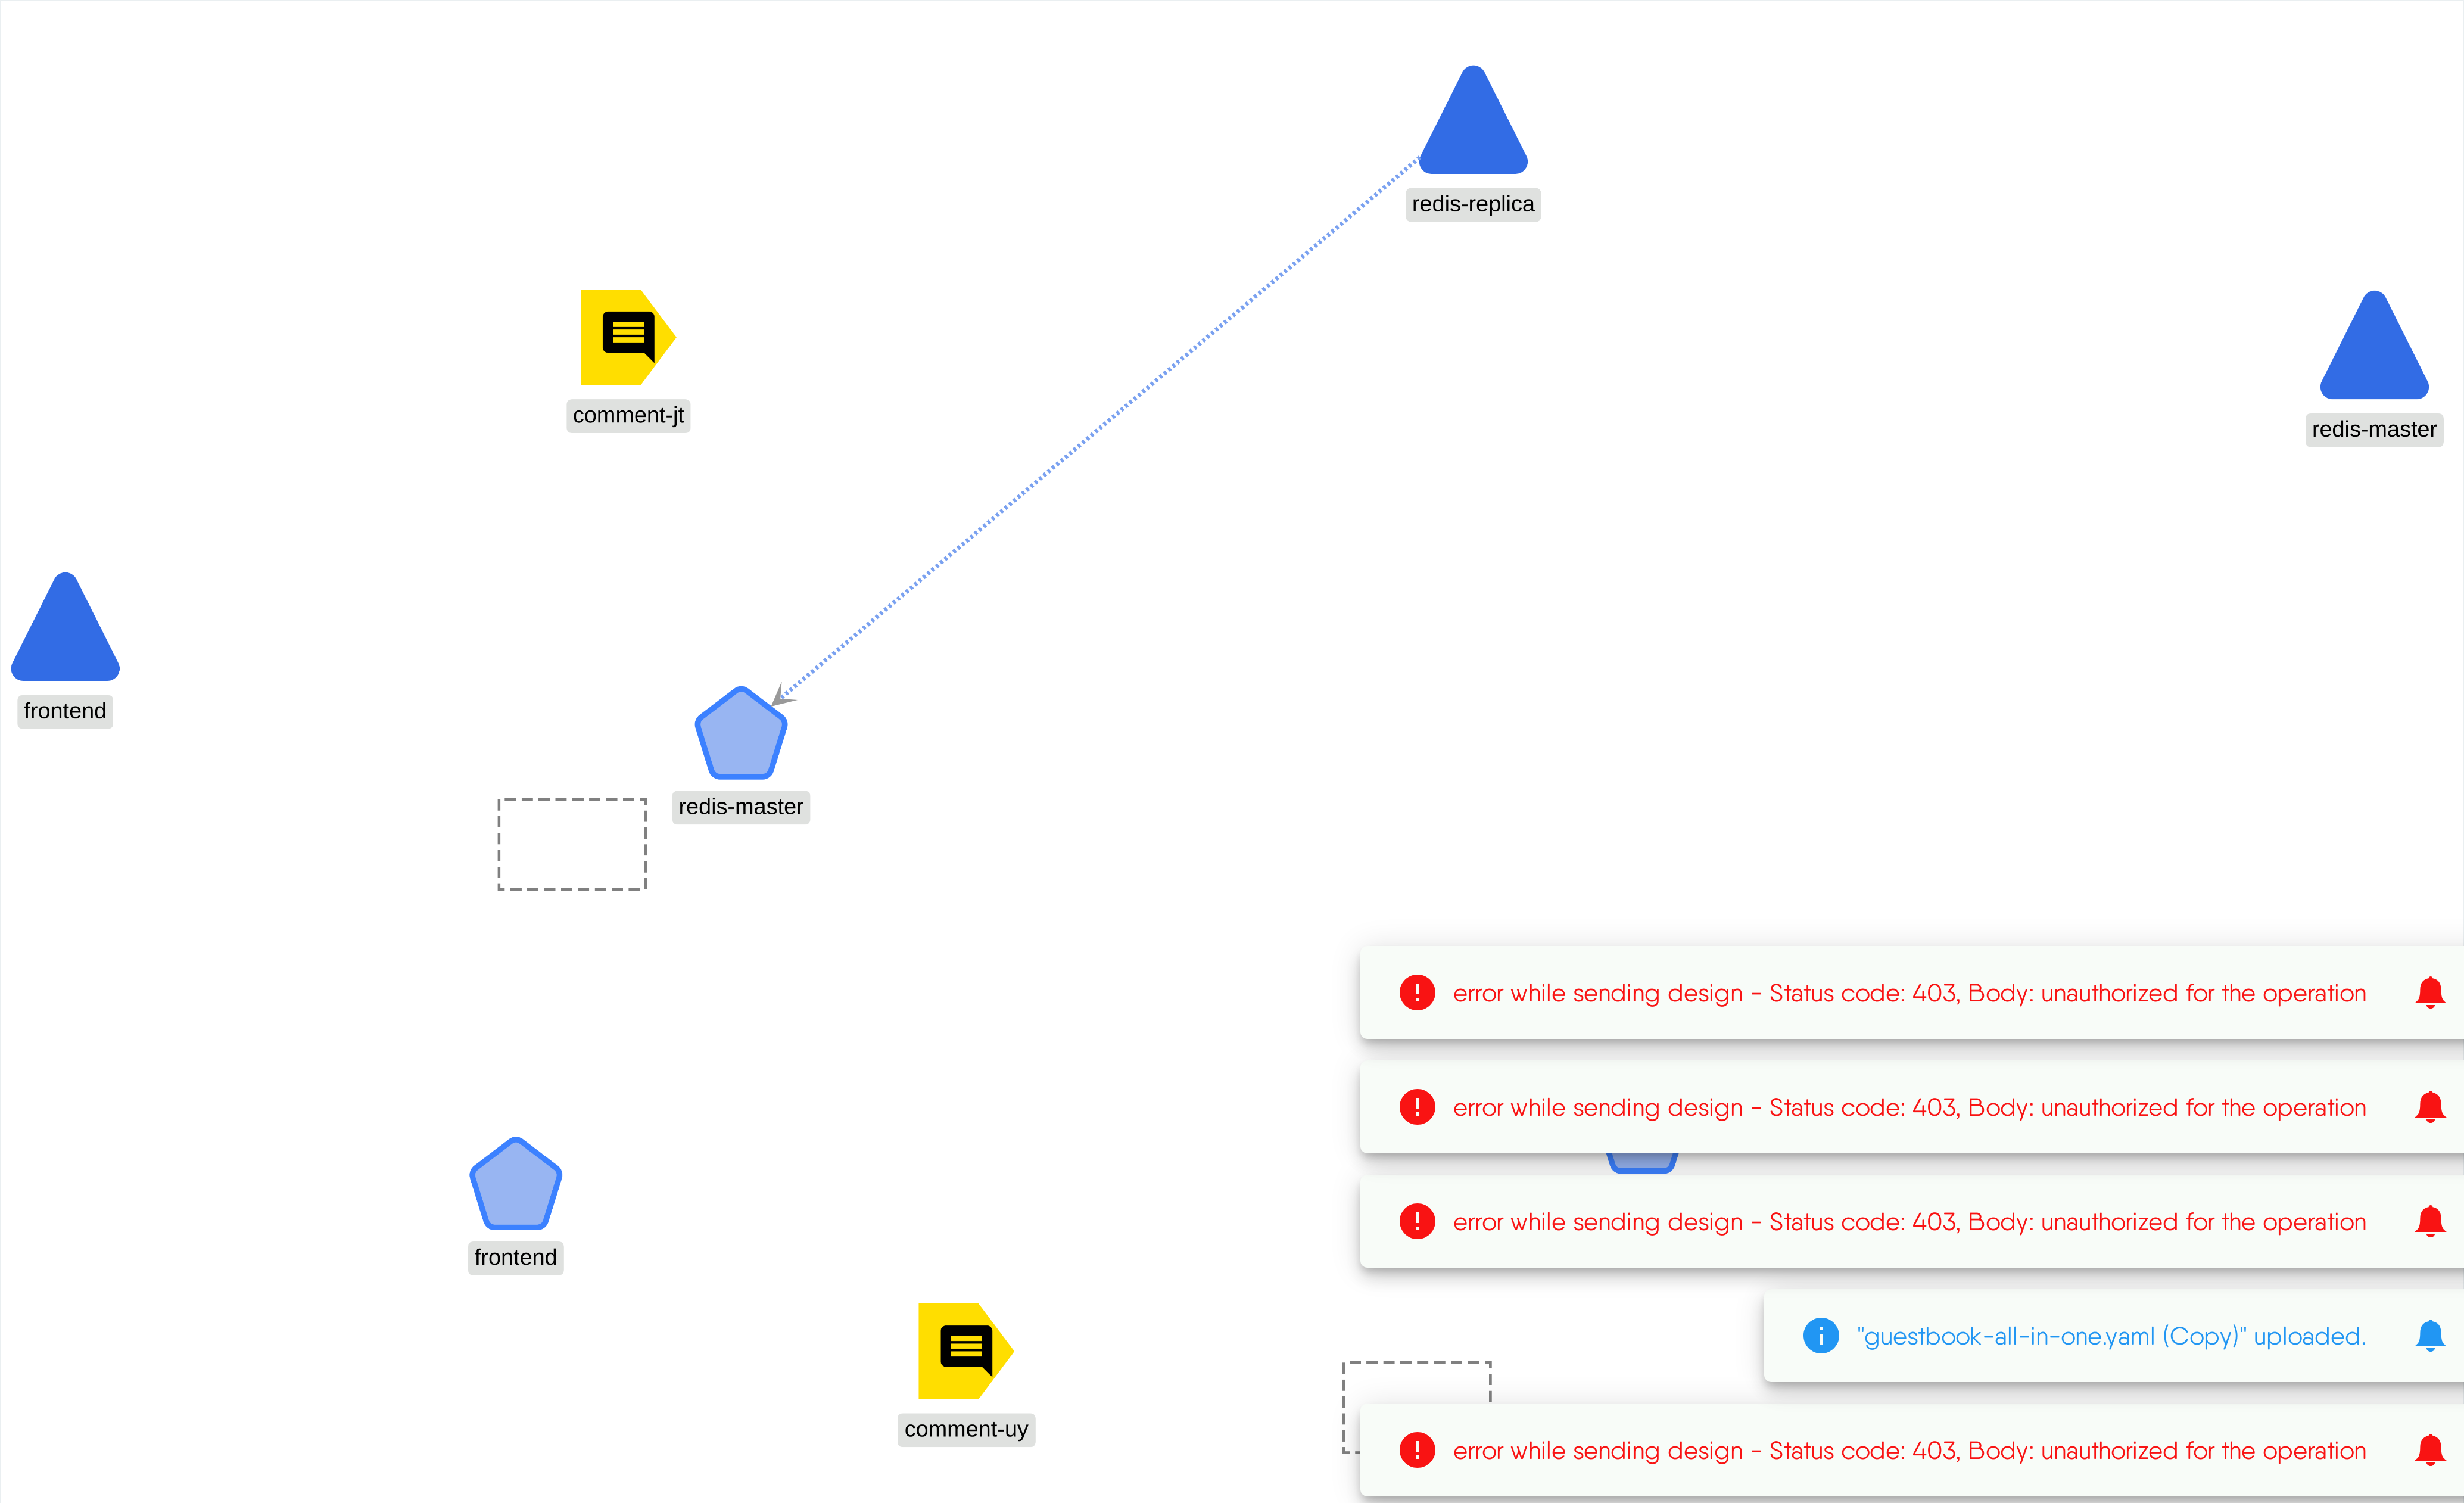 redis-replica
comment-jt
redis-master
frontend
redis-master
error while sending design - Status code: 403, Body: unauthorized for the operation
error while sending design - Status code: 403, Body: unauthorized for the operation
error while sending design - Status code: 403, Body: unauthorized for the operation
frontend
"guestbook-all-in-one.yaml (Copy)" uploaded.
comment-uy
error while sending design - Status code: 403, Body: unauthorized for the operation